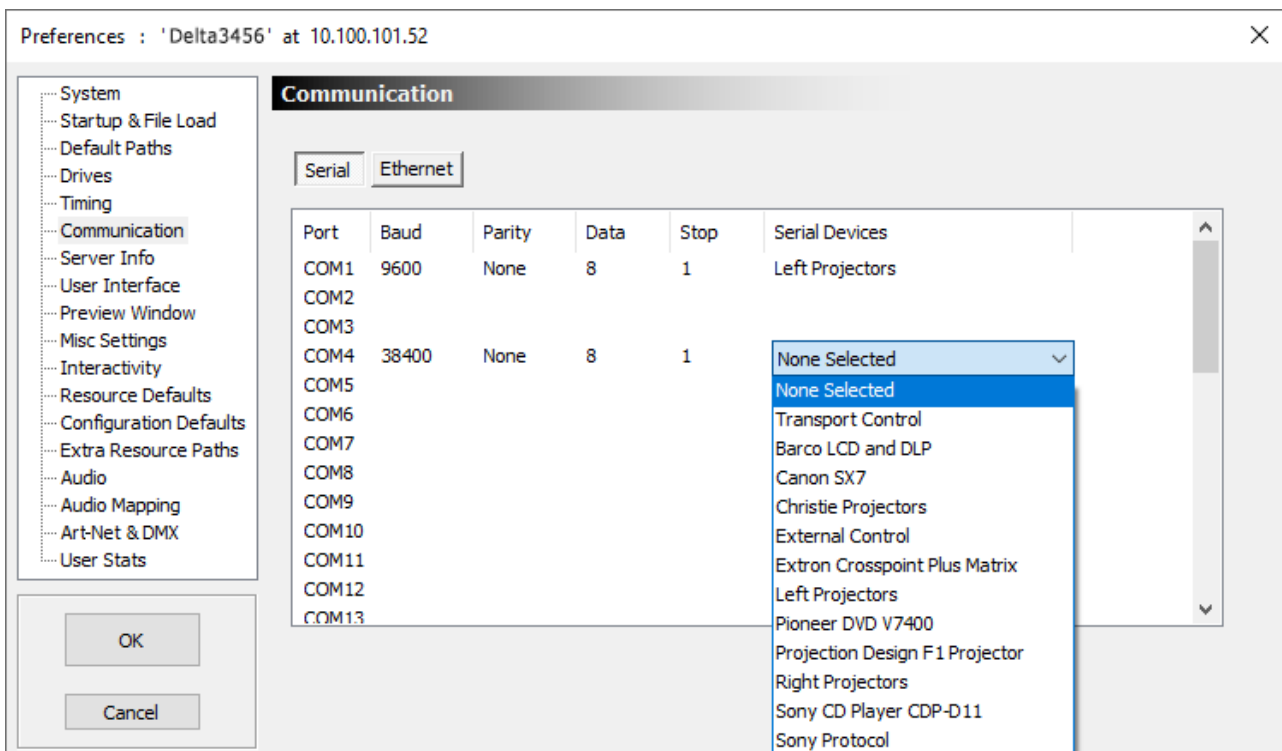 Preferences : 'Delta3456' at 10.100.101.52
System
Startup & File Load
Default Paths
Drives
Timing
Communication
Server Info
User Interface
Preview Window
Misc Settings
Interactivity
Resource Defaults
Configuration Defaults
Extra Resource Paths
Audio
Audio Mapping
Art-Net & DMX
User Stats
OK
Cancel
Communication
Serial Ethernet
Port Baud Parity Data Stop Serial Devices
COM1 9600 None 8 1 Left Projectors
COM2
COM3
COM4 38400 None 8 1 None Selected
COM5
COM6
COM7
COM8
COM9
COM10
COM11
COM12
COM13
None Selected
Transport Control
Barco LCD and DLP
Canon SX7
Christie Projectors
External Control
Extron Crosspoint Plus Matrix
Left Projectors
Pioneer DVD V7400
Projection Design F1 Projector
Right Projectors
Sony CD Player CDP-D11
Sony Protocol